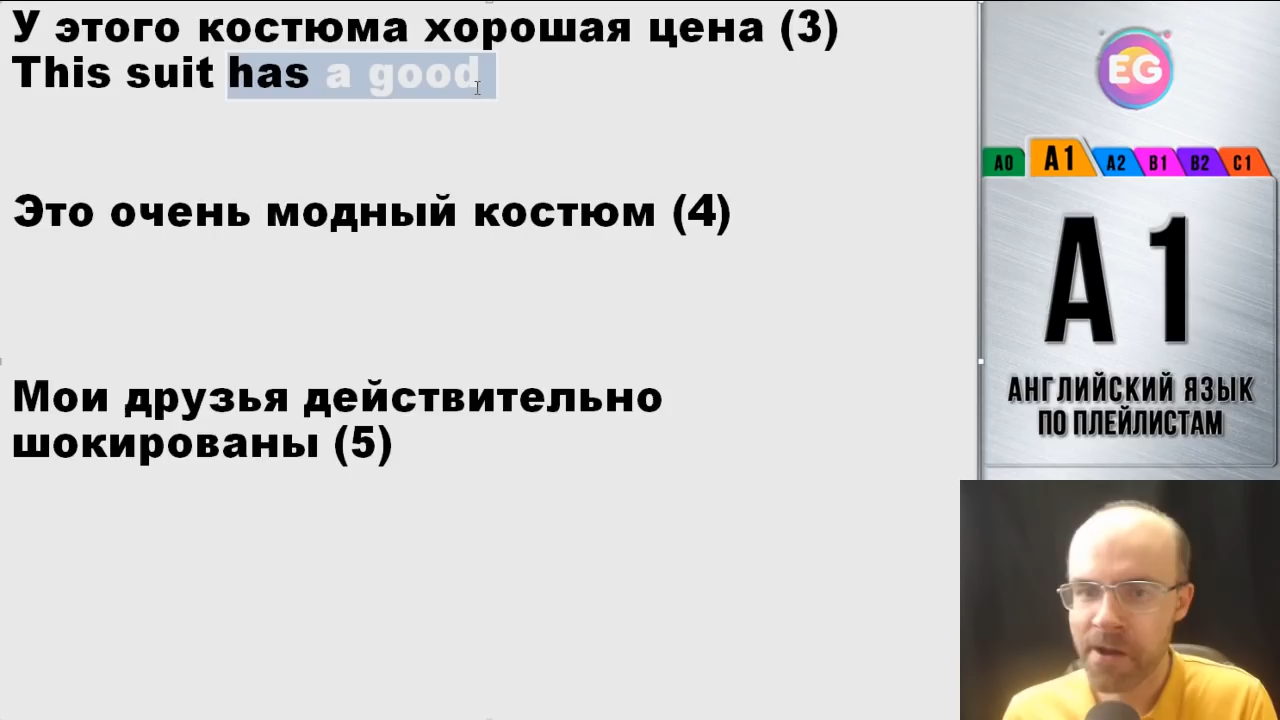 У этого костюма хорошая цена (3)
This suit has a good
Это очень модный костюм (4)
Мои друзья действительно
шокированы (5)
EG
A0 A1 A2 B1 B2 C1
A 1
АНГЛИЙСКИЙ ЯЗЫК
ПО ПЛЕЙЛИСТАМ